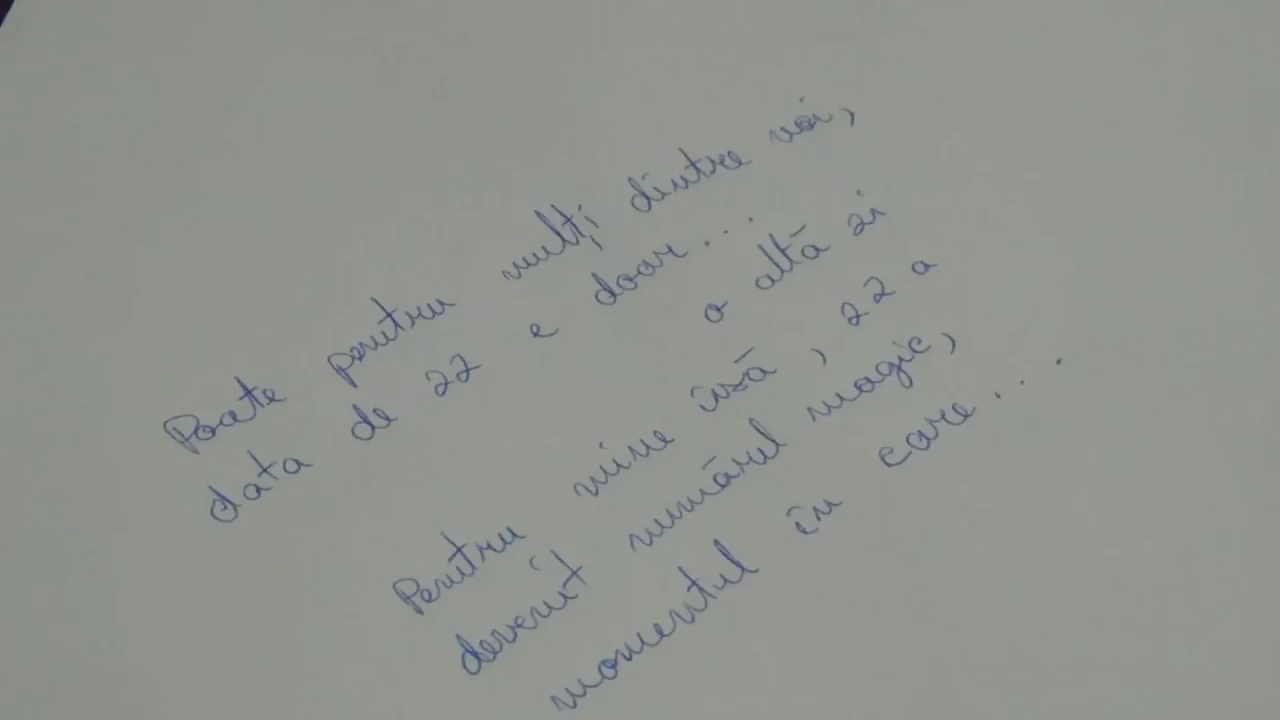 Poate pentru mulți dintre voi,
data de 22 e doar...
o altă zi
Pentru mine însă, 22 a
devenit numărul magic,
momentul în care....